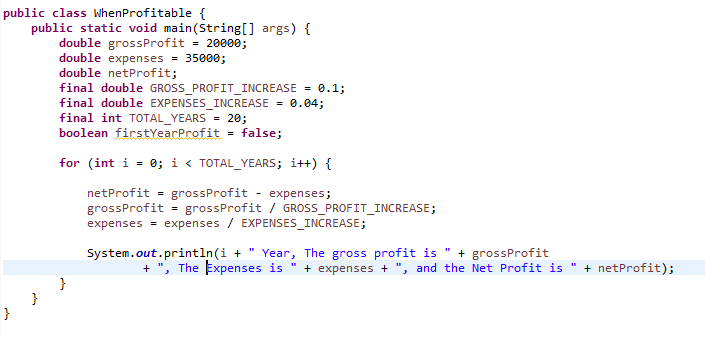 public class WhenProfitable {
public static void main(String[] args) {
double grossProfit = 20000;
double expenses = 35000;
double netProfit;
final double GROSS_PROFIT_INCREASE = 0.1;
final double EXPENSES_INCREASE = 0.04;
final int TOTAL_YEARS = 20;
boolean firstYearProfit = false;
for (int i = 0; i < TOTAL_YEARS; i++) {
netProfit = grossProfit - expenses;
grossProfit = grossProfit / GROSS_PROFIT_INCREASE;
expenses = expenses / EXPENSES_INCREASE;
System.out.println(i + " Year, The gross profit is " + grossProfit
+ ", The Expenses is " + expenses + ", and the Net Profit is " + netProfit);
}
}
}